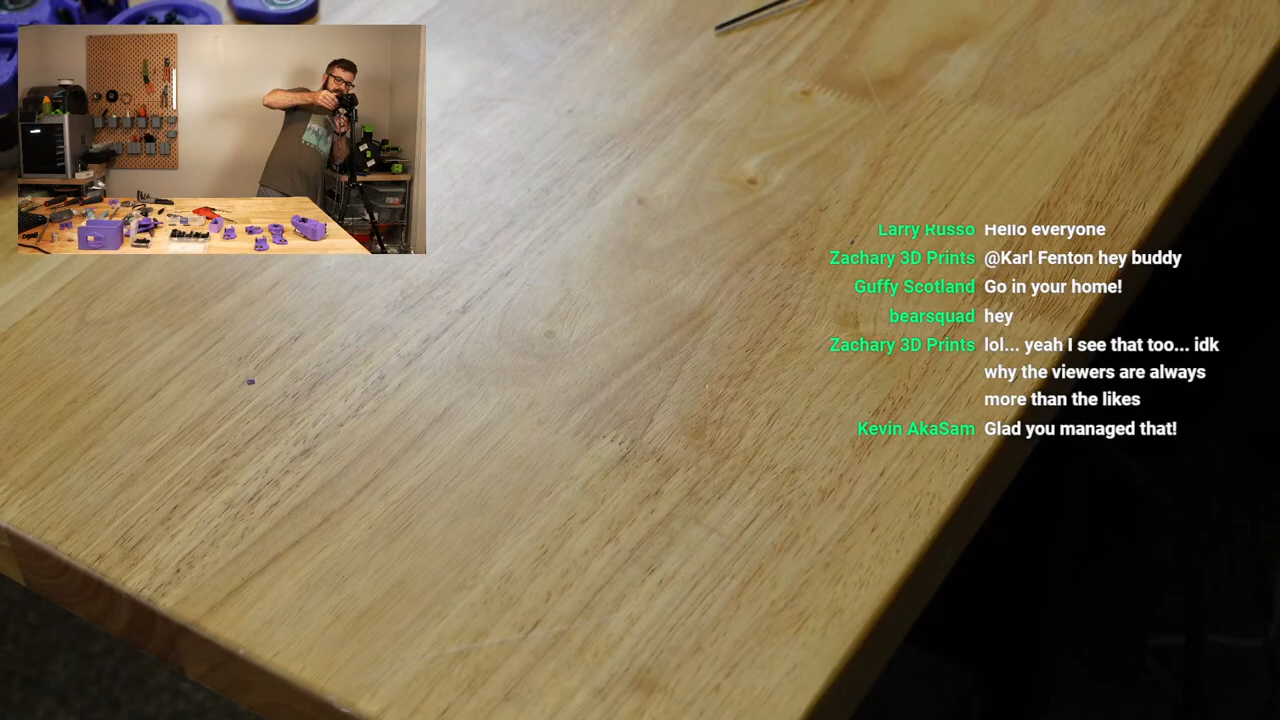 Larry Russo Hello everyone
Zachary 3D Prints @Karl Fenton hey buddy
Guffy Scotland Go in your home!
bearsquad hey
Zachary 3D Prints lol... yeah I see that too... idk
why the viewers are always
more than the likes
Kevin AkaSam Glad you managed that!